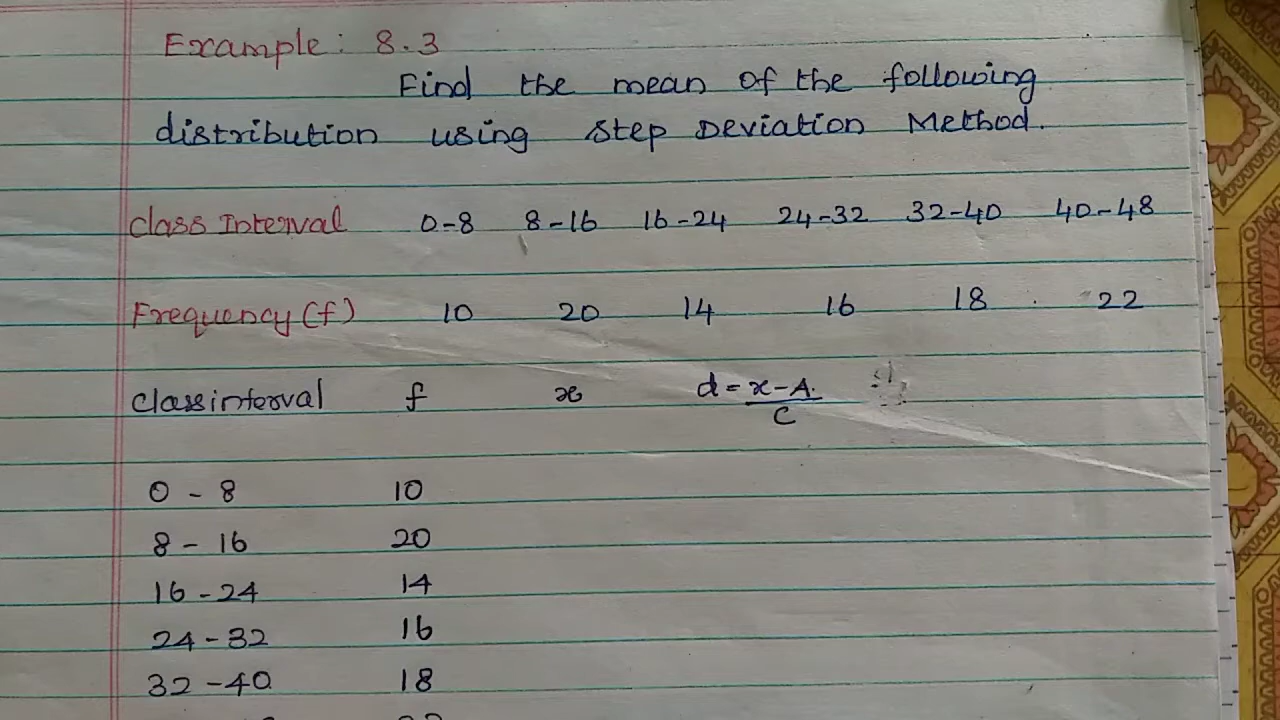 Example: 8.3
Find the mean of the following
distribution using step Deviation Method.
Class Interval 0-8 8-16 16-24 24-32 32-40 40-48
Frequency (f) 10 20 14 16 18 22
class interval f x d = x-A / C
0-8 10
8-16 20
16-24 14
24-32 16
32-40 18